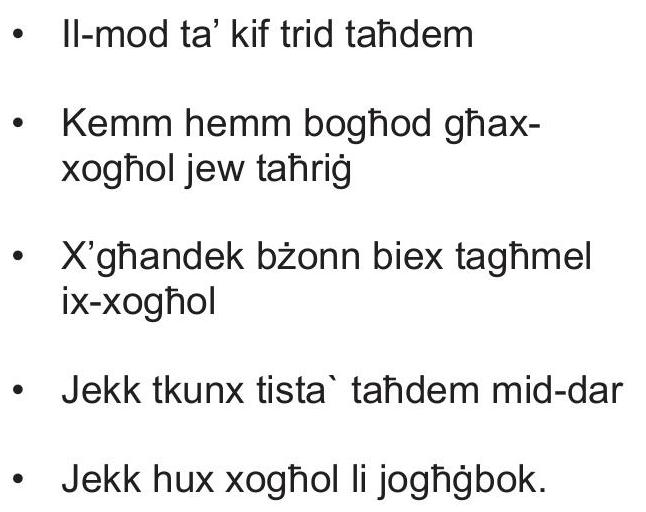 • Il-mod ta’ kif trid taħdem
• Kemm hemm bogħod għax-
xogħol jew taħriġ
• X’għandek bżonn biex tagħmel
ix-xogħol
• Jekk tkunx tista` taħdem mid-dar
• Jekk hux xogħol li jogħġbok.